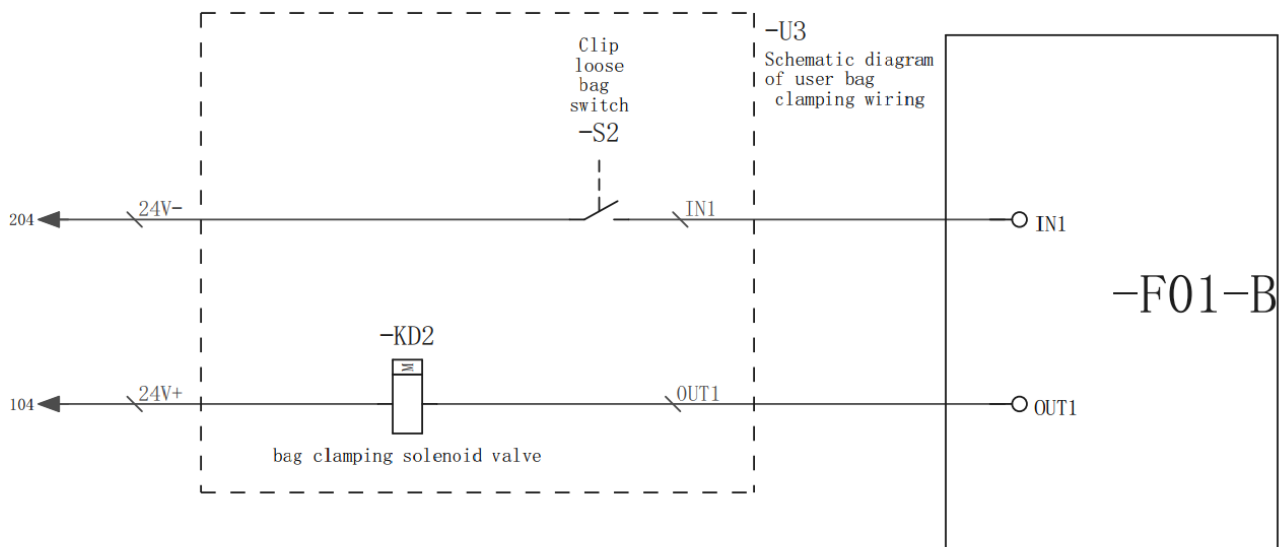 -U3
Clip
loose
bag
switch
-S2
Schematic diagram
of user bag
clamping wiring
204
24V-
IN1
IN1
-F01-B
-KD2
M
104
24V+
OUT1
OUT1
bag clamping solenoid valve